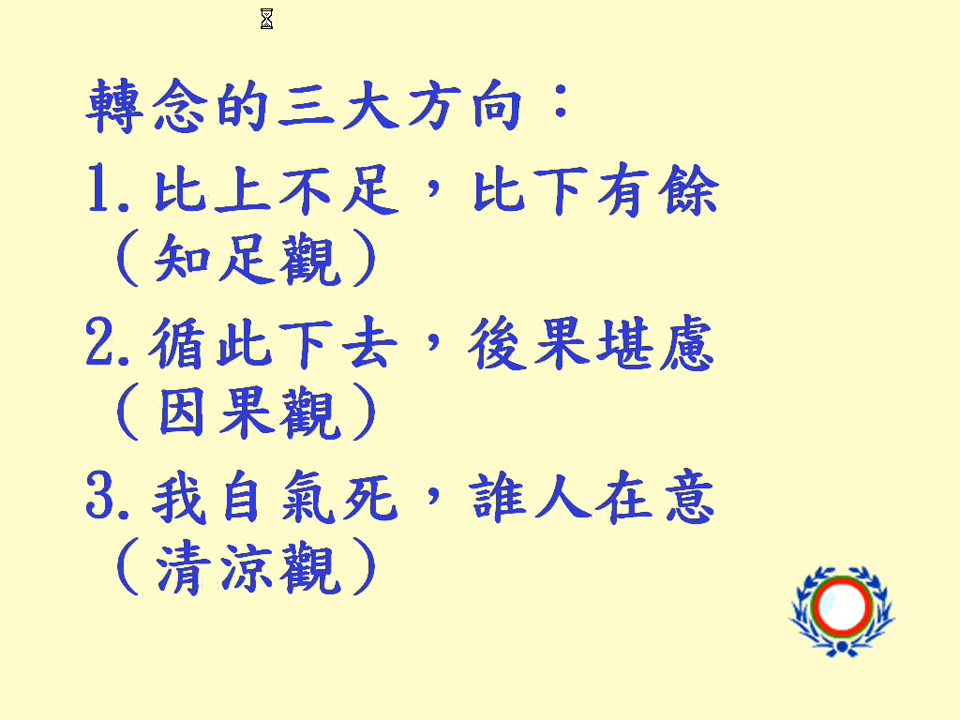 轉念的三大方向：
1.比上不足，比下有餘
（知足觀）
2.循此下去，後果堪慮
（因果觀）
3.我自氣死，誰人在意
（清涼觀）